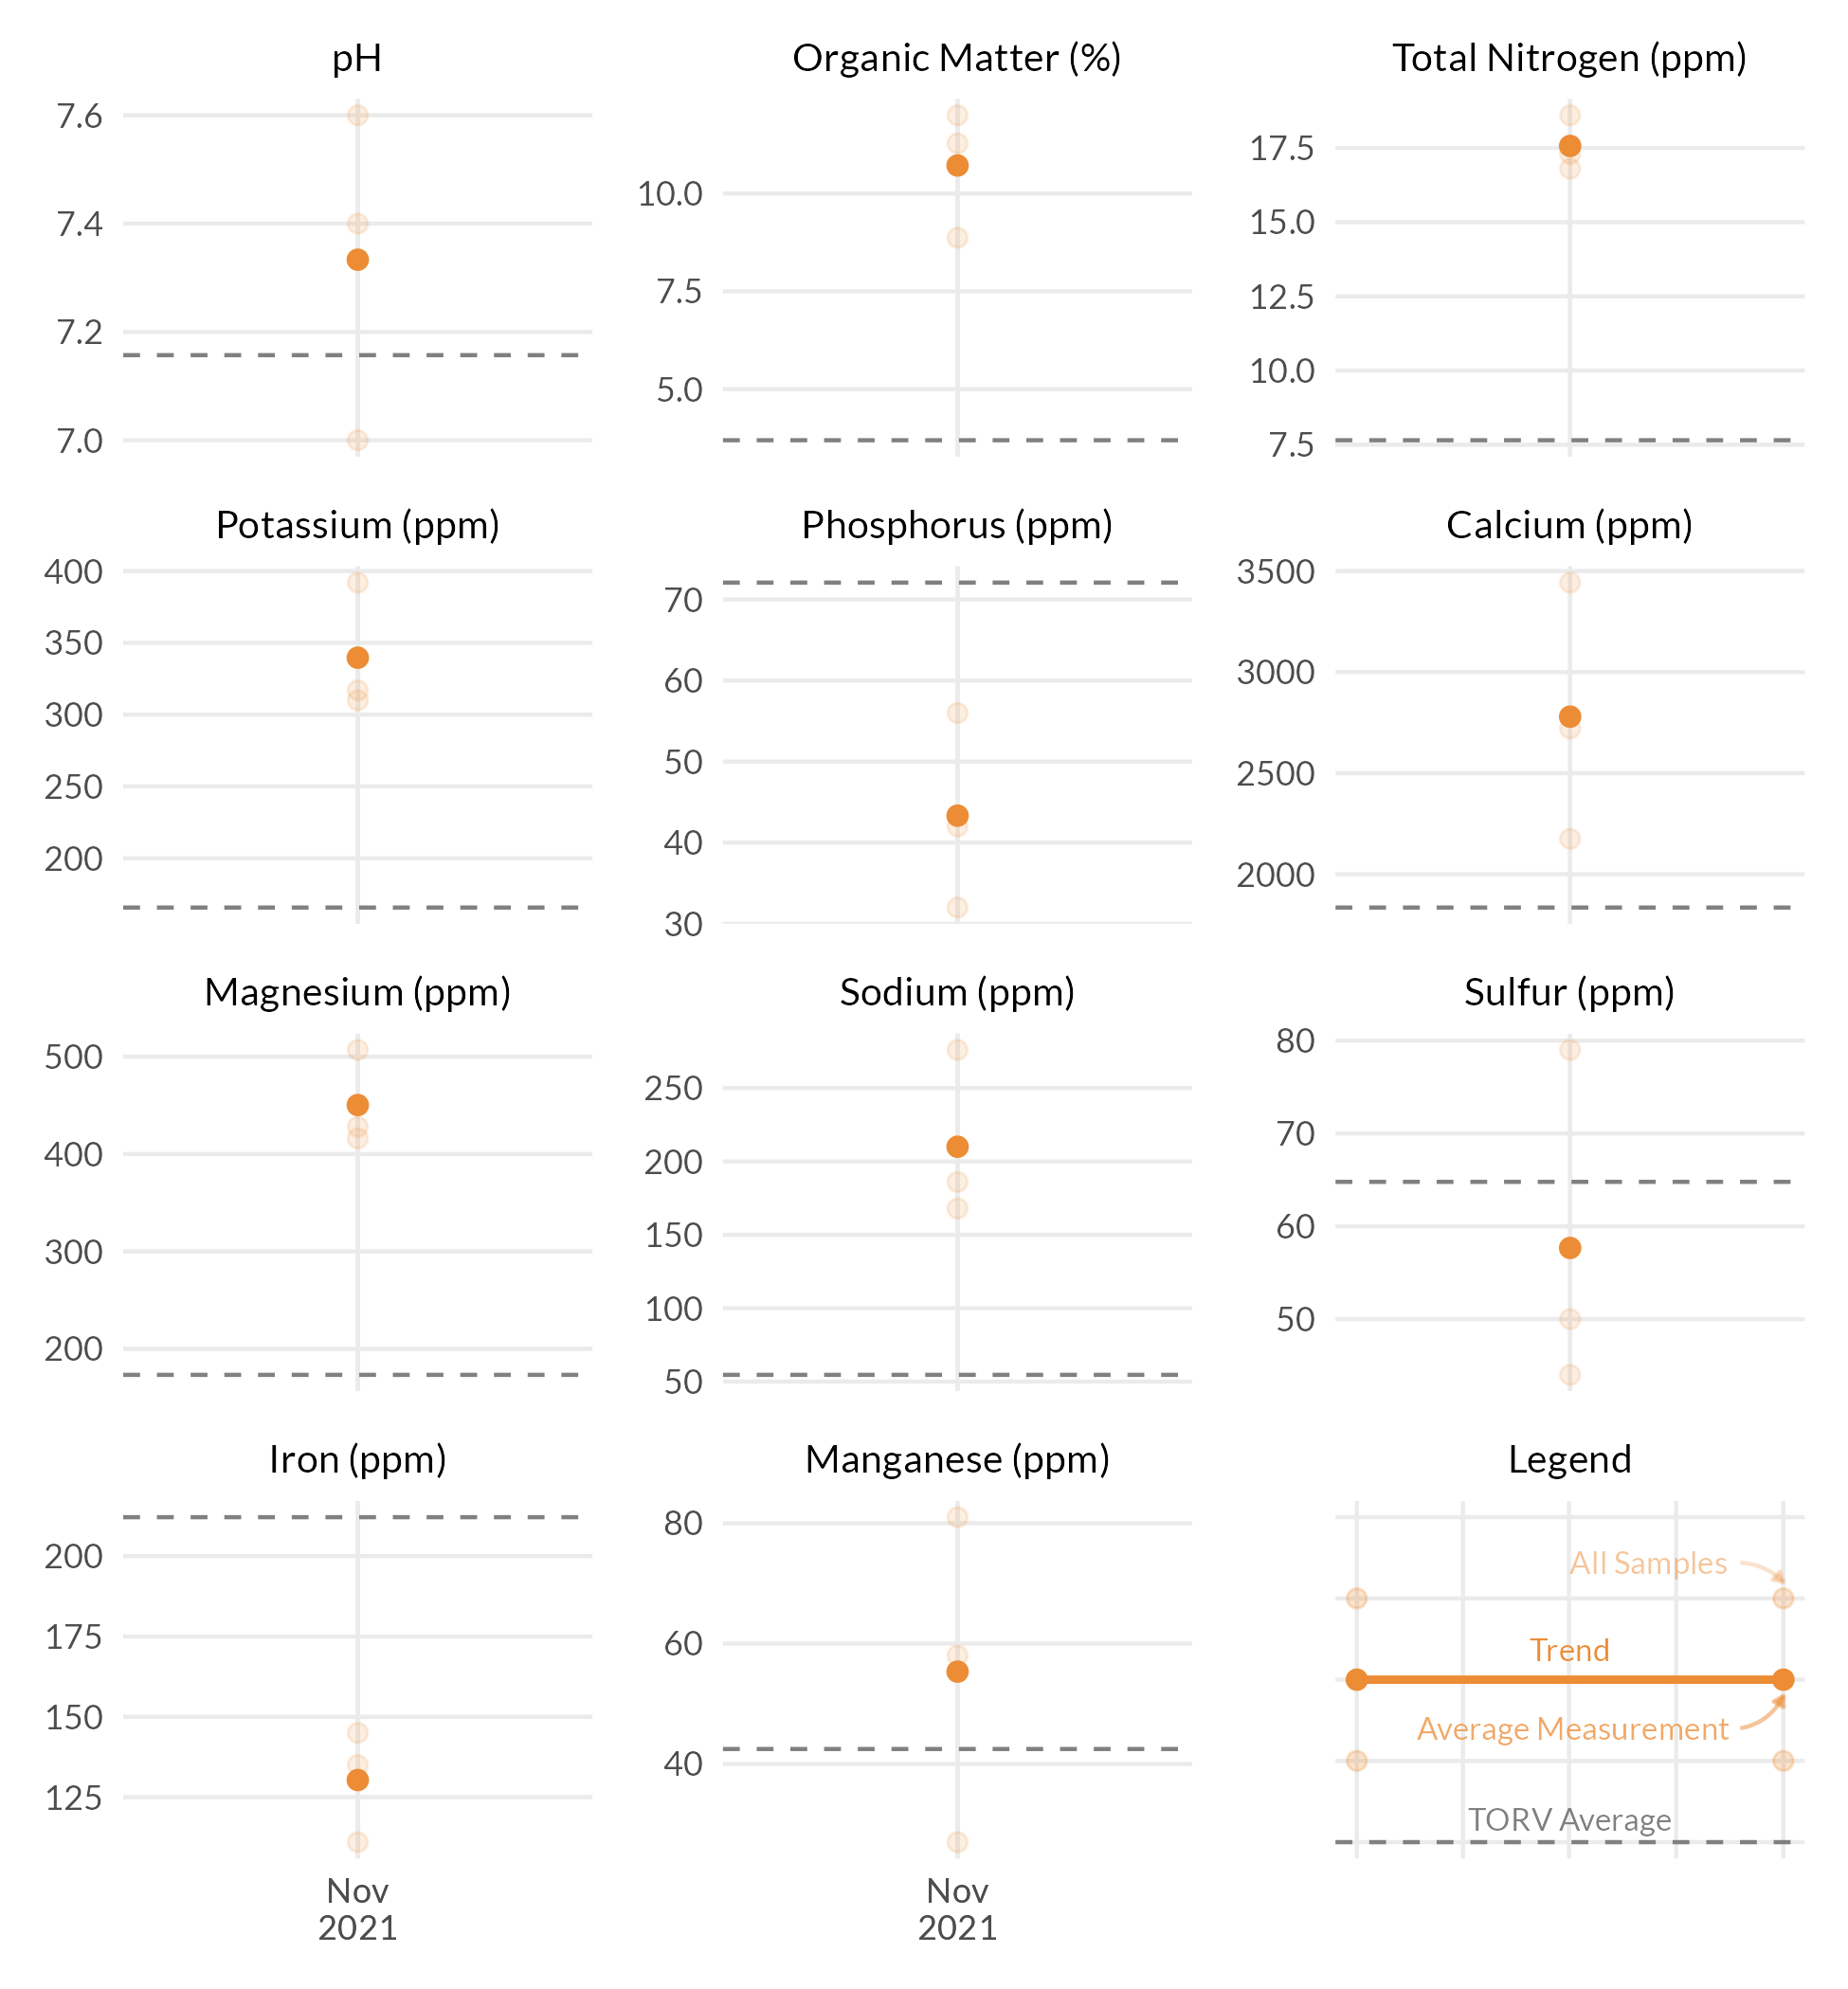 pH
7.6
7.4
7.2
7.0
Organic Matter (%)
10.0
7.5
5.0
Total Nitrogen (ppm)
17.5
15.0
12.5
10.0
7.5
Potassium (ppm)
400
350
300
250
200
Phosphorus (ppm)
70
60
50
40
30
Calcium (ppm)
3500
3000
2500
2000
Magnesium (ppm)
500
400
300
200
Sodium (ppm)
250
200
150
100
50
Sulfur (ppm)
80
70
60
50
Iron (ppm)
200
175
150
125
Nov
2021
Manganese (ppm)
80
60
40
Nov
2021
Legend
All Samples
Trend
Average Measurement
TORV Average